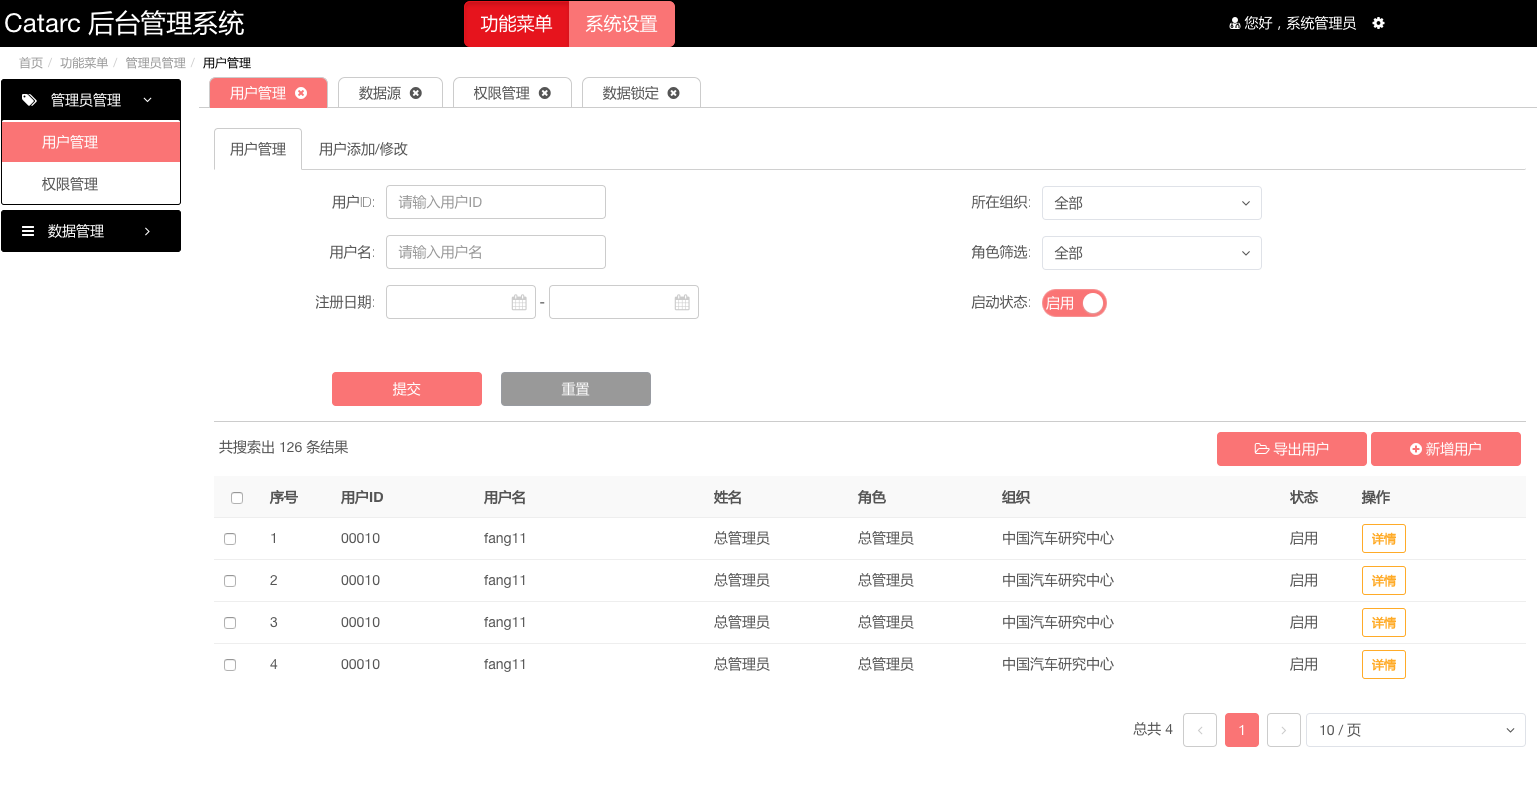 Catarc 后台管理系统
功能菜单 系统设置
您好，系统管理员
首页 / 功能菜单 / 管理员管理 / 用户管理
管理员管理
用户管理
权限管理
数据管理
用户管理 数据源 权限管理 数据锁定
用户管理 用户添加/修改
用户ID: 请输入用户ID 所在组织: 全部
用户名: 请输入用户名 角色筛选: 全部
注册日期: - 启动状态: 启用
提交 重置
共搜索出 126 条结果 导出用户 新增用户
序号 用户ID 用户名 姓名 角色 组织 状态 操作
1 00010 fang11 总管理员 总管理员 中国汽车研究中心 启用 详情
2 00010 fang11 总管理员 总管理员 中国汽车研究中心 启用 详情
3 00010 fang11 总管理员 总管理员 中国汽车研究中心 启用 详情
4 00010 fang11 总管理员 总管理员 中国汽车研究中心 启用 详情
总共 4 1 10 / 页